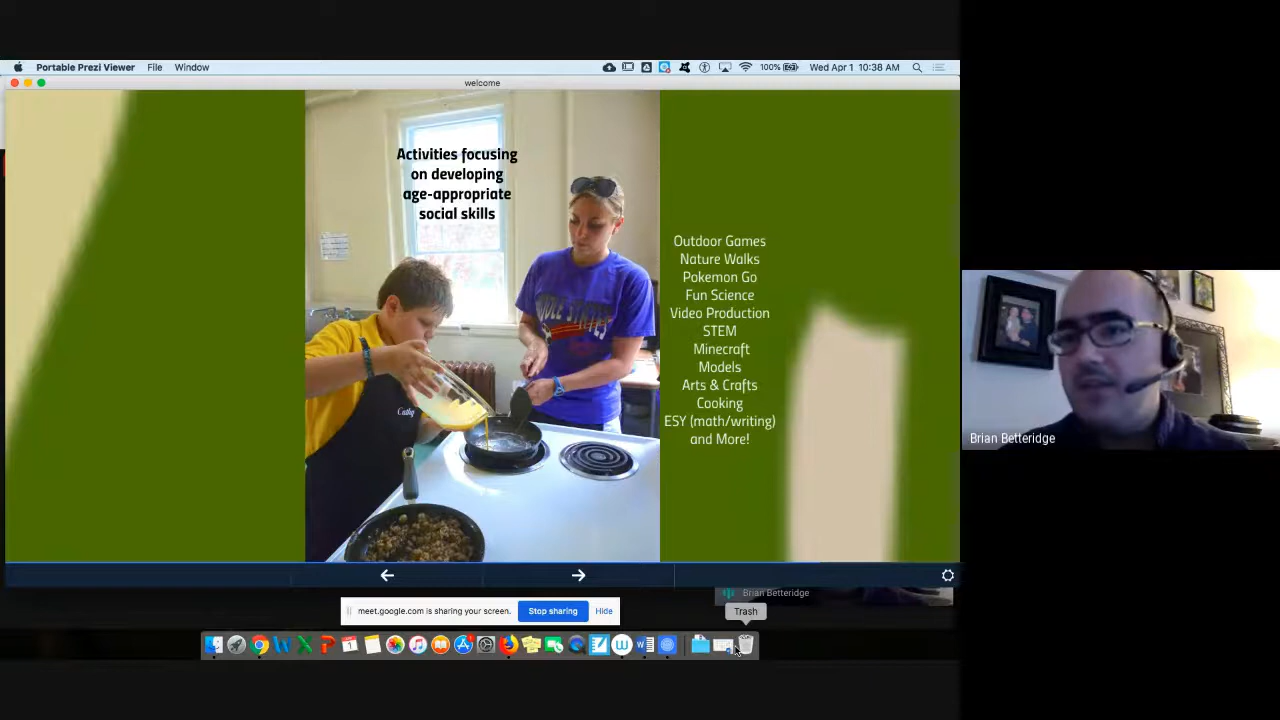 Portable Prezi Viewer File Window 100% Wed Apr 1 10:38 AM
welcome
Activities focusing
on developing
age-appropriate
social skills
Outdoor Games
Nature Walks
Pokemon Go
Fun Science
Video Production
STEM
Minecraft
Models
Arts & Crafts
Cooking
ESY (math/writing)
and More!
Cathy
Brian Betteridge
Brian Betteridge
Trash
meet.google.com is sharing your screen. Stop sharing Hide